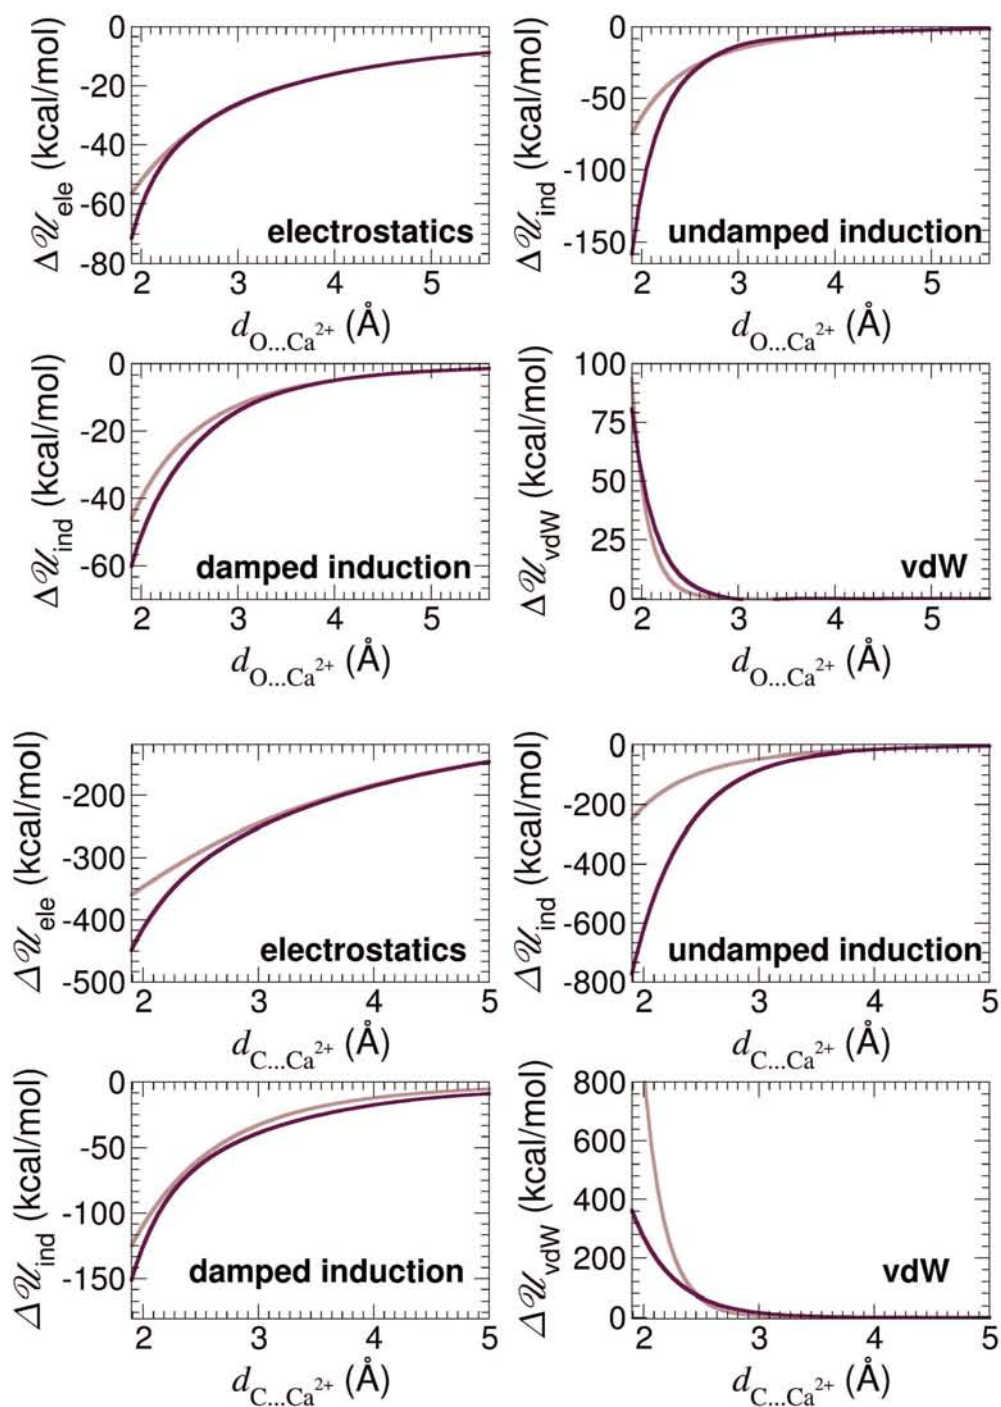 ΔU_ele (kcal/mol)
0
-20
-40
-60
-80
electrostatics
2 3 4 5
d_O...Ca²⁺ (Å)
ΔU_ind (kcal/mol)
0
-50
-100
-150
undamped induction
2 3 4 5
d_O...Ca²⁺ (Å)
ΔU_ind (kcal/mol)
0
-20
-40
-60
damped induction
2 3 4 5
d_O...Ca²⁺ (Å)
ΔU_vdW (kcal/mol)
100
75
50
25
0
vdW
2 3 4 5
d_O...Ca²⁺ (Å)
ΔU_ele (kcal/mol)
-200
-300
-400
-500
electrostatics
2 3 4 5
d_C...Ca²⁺ (Å)
ΔU_ind (kcal/mol)
0
-200
-400
-600
-800
undamped induction
2 3 4 5
d_C...Ca²⁺ (Å)
ΔU_ind (kcal/mol)
0
-50
-100
-150
damped induction
2 3 4 5
d_C...Ca²⁺ (Å)
ΔU_vdW (kcal/mol)
800
600
400
200
0
vdW
2 3 4 5
d_C...Ca²⁺ (Å)